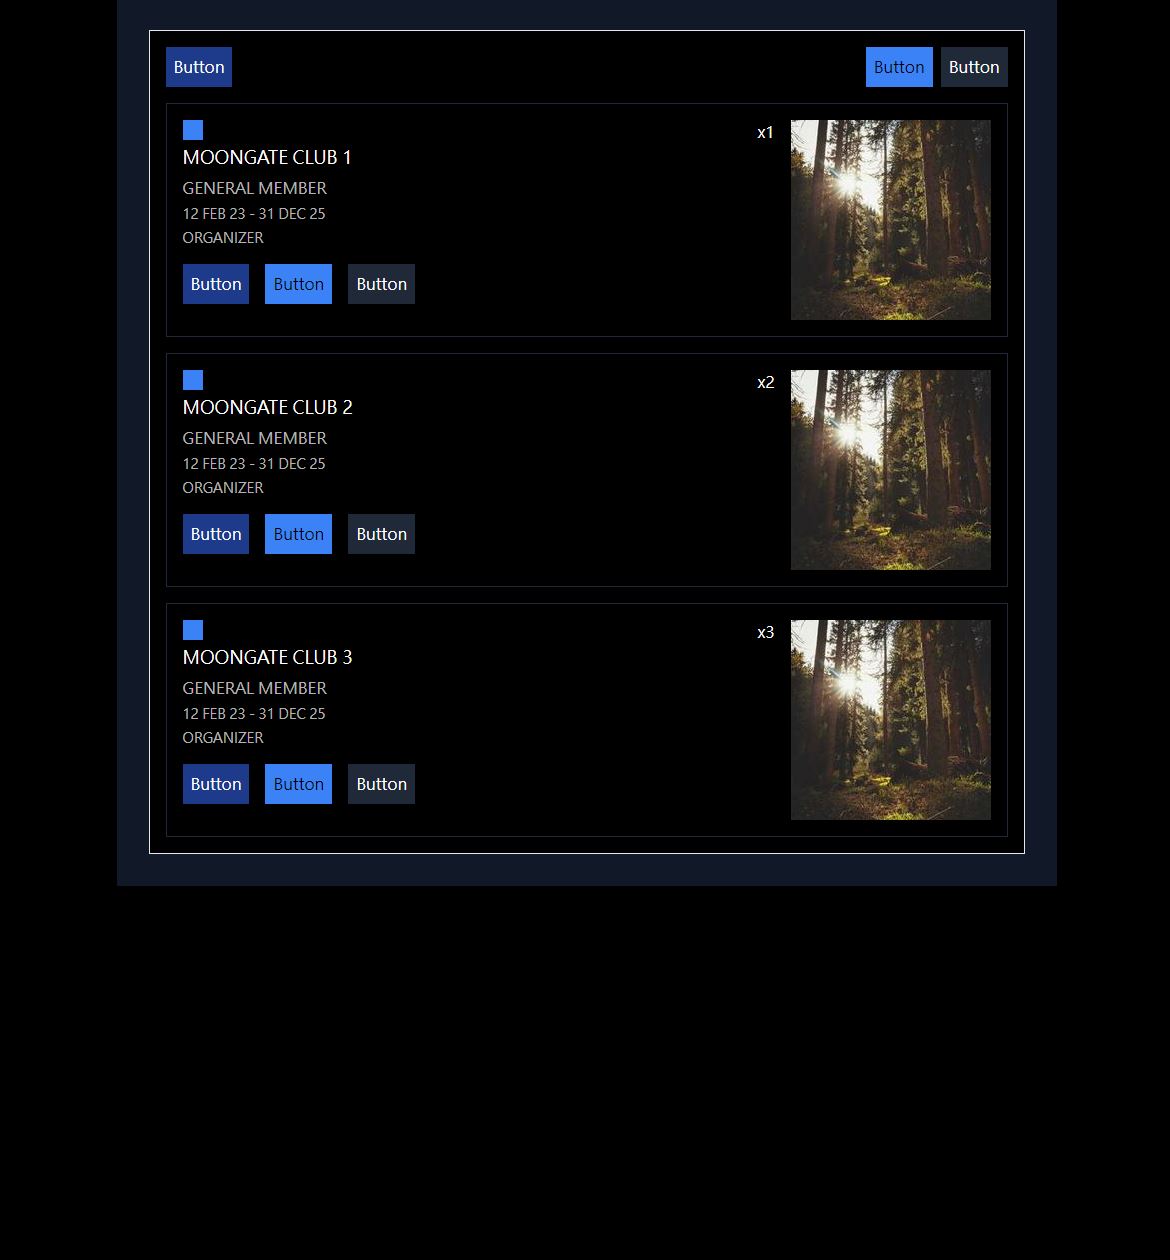 Button Button Button
MOONGATE CLUB 1 x1
GENERAL MEMBER
12 FEB 23 - 31 DEC 25
ORGANIZER
Button Button Button
MOONGATE CLUB 2 x2
GENERAL MEMBER
12 FEB 23 - 31 DEC 25
ORGANIZER
Button Button Button
MOONGATE CLUB 3 x3
GENERAL MEMBER
12 FEB 23 - 31 DEC 25
ORGANIZER
Button Button Button